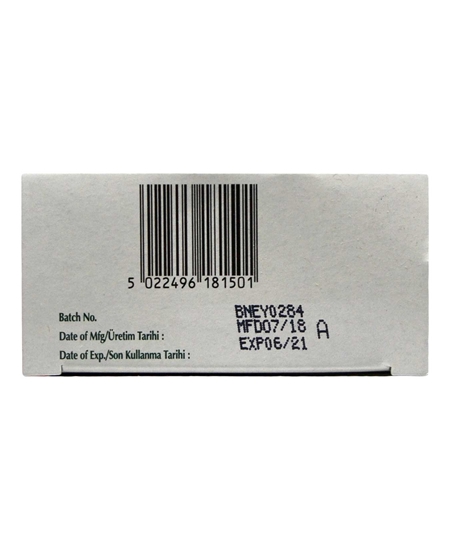 5 022496 181501
Batch No. BNEY0284
Date of Mfg/Üretim Tarihi : MFD07/18 A
Date of Exp./Son Kullanma Tarihi : EXP06/21